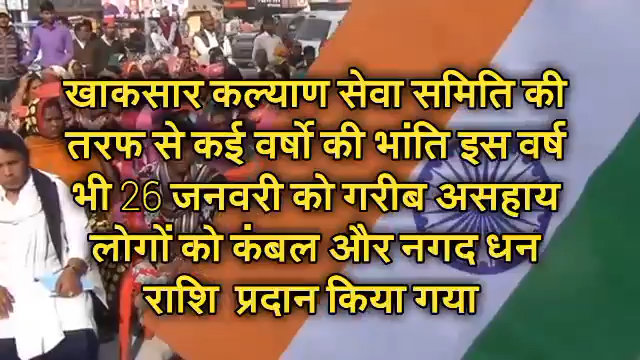 खाकसार कल्याण सेवा समिति की
तरफ से कई वर्षो की भांति इस वर्ष
भी 26 जनवरी को गरीब असहाय
लोगों को कंबल और नगद धन
राशि प्रदान किया गया